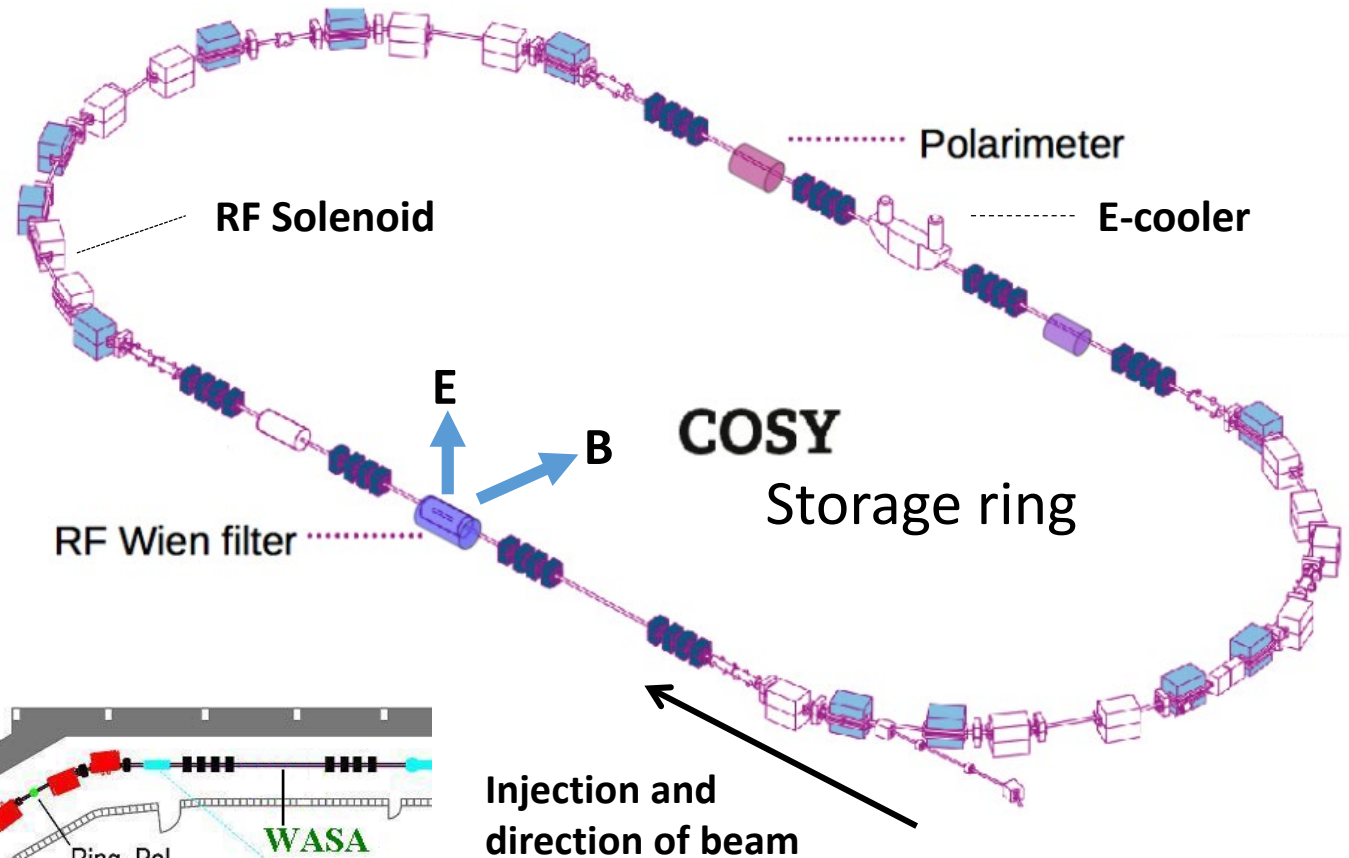 Polarimeter
RF Solenoid
E-cooler
E
B
COSY
Storage ring
RF Wien filter
Injection and
direction of beam
WASA